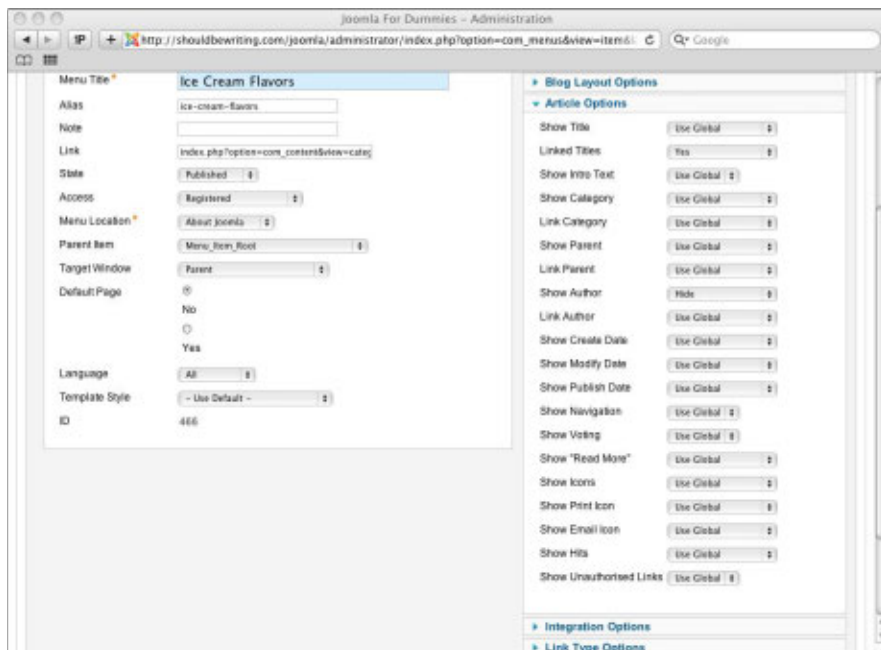 Joomla For Dummies – Administration
http://shouldbewriting.com/joomla/administrator/index.php?option=com_menus&view=item&
Google
Menu Title* Ice Cream Flavors
Alias ice-cream-flavors
Note
Link index.php?option=com_content&view=categ
State Published
Access Registered
Menu Location* About Joomla
Parent Item Menu_Item_Root
Target Window Parent
Default Page
No
Yes
Language All
Template Style - Use Default -
ID 466
Blog Layout Options
Article Options
Show Title Use Global
Linked Titles Yes
Show Intro Text Use Global
Show Category Use Global
Link Category Use Global
Show Parent Use Global
Link Parent Use Global
Show Author Hide
Link Author Use Global
Show Create Date Use Global
Show Modify Date Use Global
Show Publish Date Use Global
Show Navigation Use Global
Show Voting Use Global
Show "Read More" Use Global
Show Icons Use Global
Show Print Icon Use Global
Show Email Icon Use Global
Show Hits Use Global
Show Unauthorised Links Use Global
Integration Options
Link Type Options